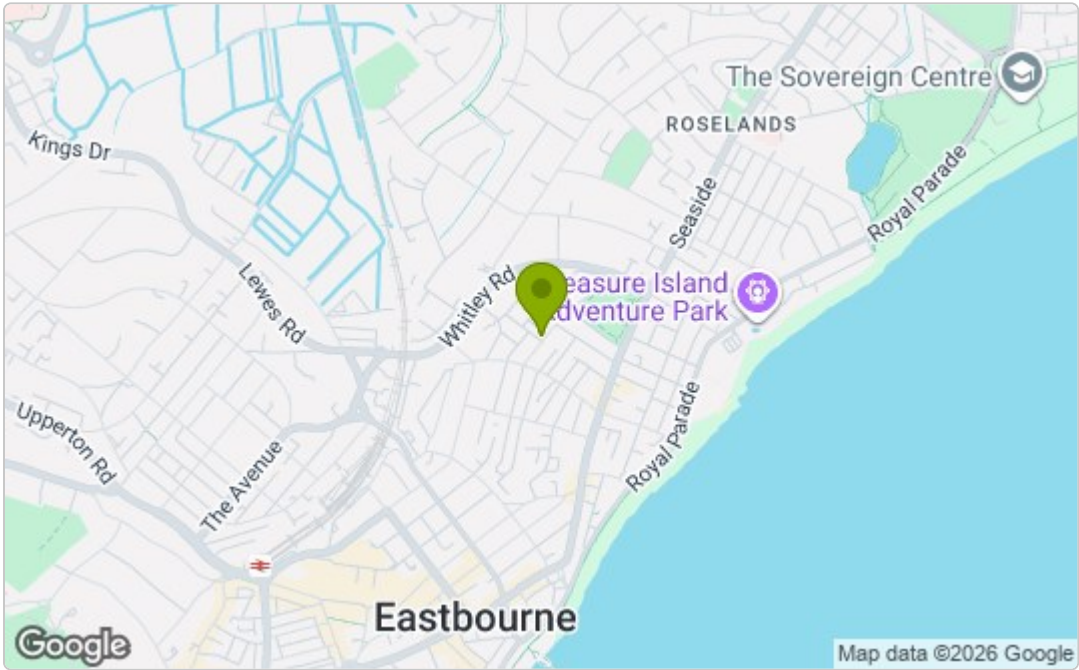 The Sovereign Centre
ROSELANDS
Kings Dr
Royal Parade
Seaside
Lewes Rd
Whitley Rd
easure Island
dventure Park
Royal Parade
Upperton Rd
The Avenue
Eastbourne
Google
Map data ©2026 Google